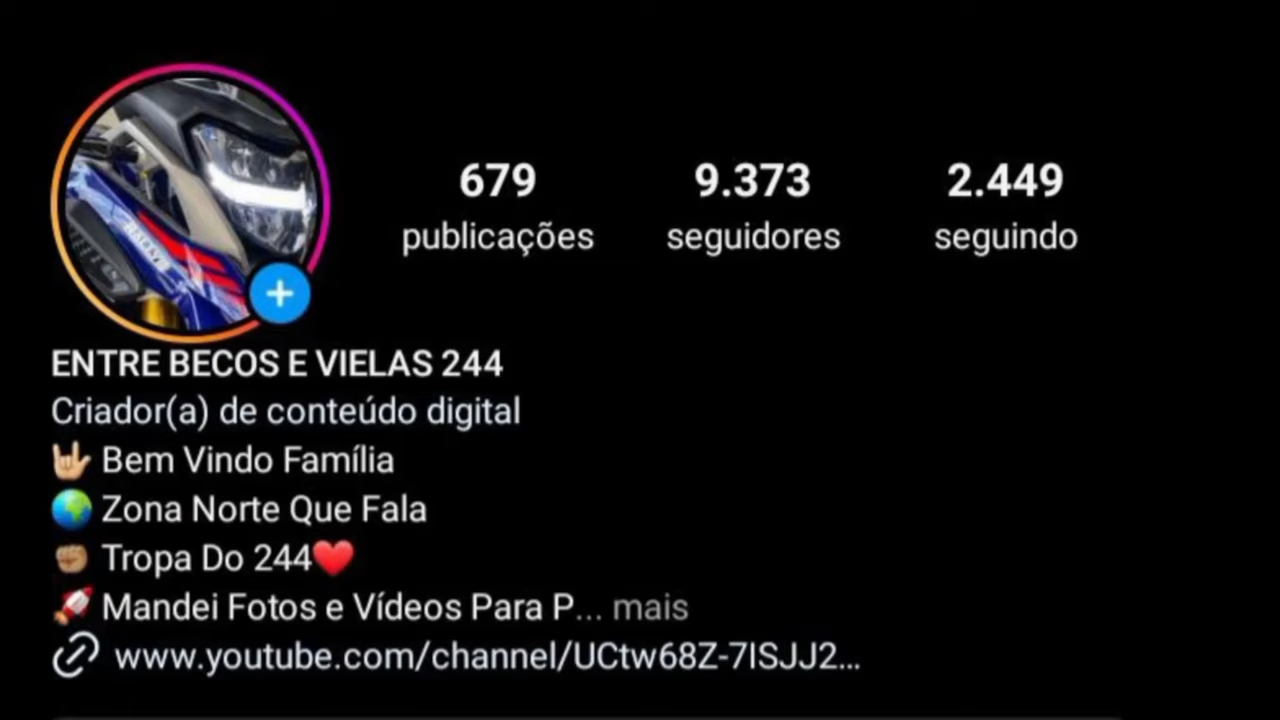 679 9.373 2.449
publicações seguidores seguindo
ENTRE BECOS E VIELAS 244
Criador(a) de conteúdo digital
🤟🏼 Bem Vindo Família
🌍 Zona Norte Que Fala
✊🏽 Tropa Do 244❤️
🚀 Mandei Fotos e Vídeos Para P... mais
www.youtube.com/channel/UCtw68Z-7ISJJ2...